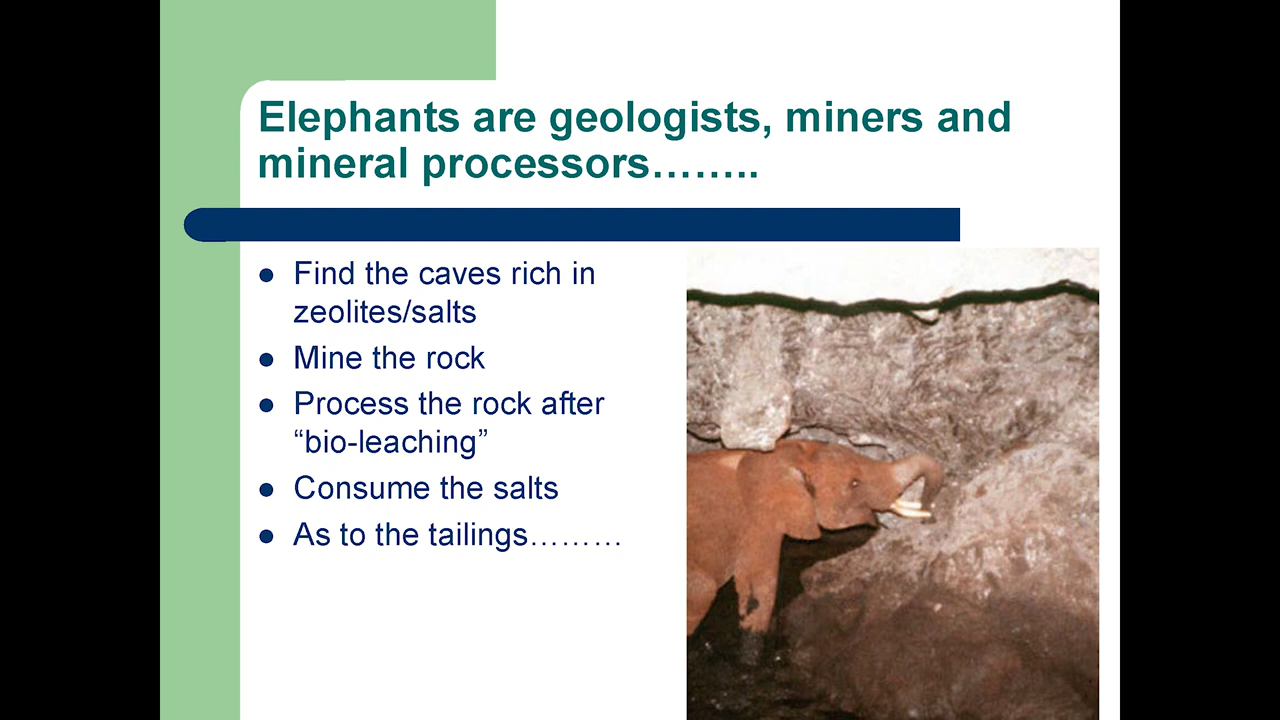 Elephants are geologists, miners and
mineral processors……..
● Find the caves rich in
zeolites/salts
● Mine the rock
● Process the rock after
“bio-leaching”
● Consume the salts
● As to the tailings………